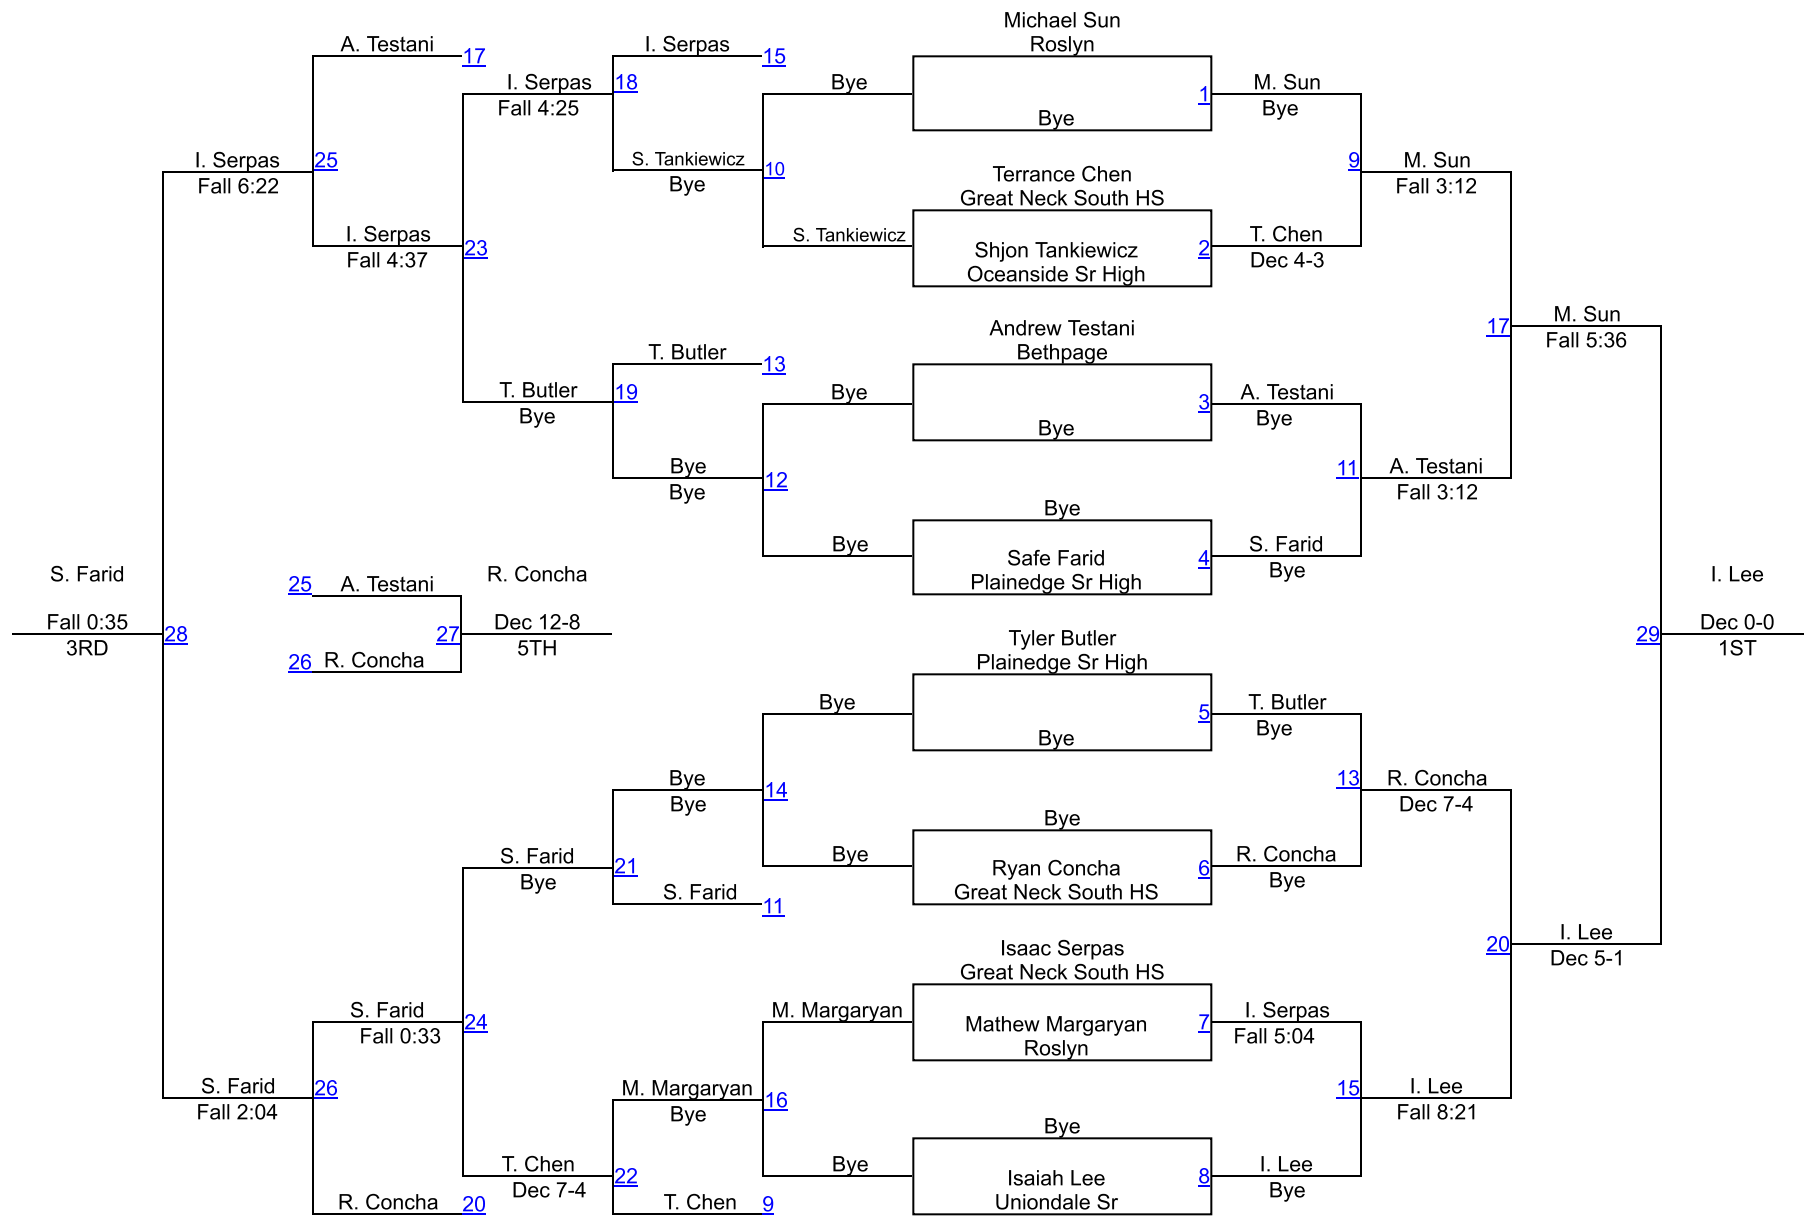 Michael Sun
A. Testani
I. Serpas
Roslyn
17
15
I. Serpas
18
Bye
M. Sun
Fall 4:25
1
Bye
Bye
I. Serpas
25
S. Tankiewicz
10
9
M. Sun
Fall 6:22
Bye
Terrance Chen
Fall 3:12
Great Neck South HS
I. Serpas
S. Tankiewicz
T. Chen
23
Shjon Tankiewicz
2
Fall 4:37
Oceanside Sr High
Dec 4-3
Andrew Testani
M. Sun
17
T. Butler
Bethpage
Fall 5:36
13
T. Butler
19
Bye
A. Testani
Bye
3
Bye
Bye
Bye
11
A. Testani
Bye
12
Fall 3:12
Bye
Bye
S. Farid
Safe Farid
4
Bye
Plainedge Sr High
S. Farid
25
A. Testani
R. Concha
I. Lee
Fall 0:35
28
27
Dec 12-8
Tyler Butler
29
Dec 0-0
3RD
26
R. Concha
5TH
Plainedge Sr High
1ST
Bye
T. Butler
5
Bye
Bye
Bye
14
13
R. Concha
Bye
Bye
Dec 7-4
S. Farid
21
Bye
Ryan Concha
6
R. Concha
Bye
S. Farid
11
Great Neck South HS
Bye
Isaac Serpas
20
I. Lee
Great Neck South HS
Dec 5-1
S. Farid
24
M. Margaryan
Mathew Margaryan
7
I. Serpas
Fall 0:33
Roslyn
Fall 5:04
S. Farid
26
M. Margaryan
16
15
I. Lee
Fall 2:04
Bye
Bye
Fall 8:21
T. Chen
22
Bye
Isaiah Lee
8
I. Lee
Dec 7-4
Bye
R. Concha
20
T. Chen
9
Uniondale Sr